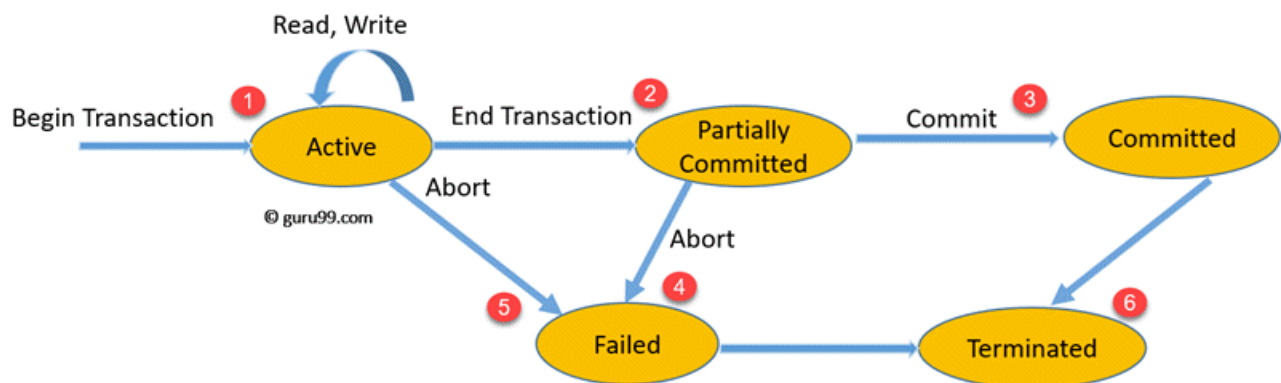 Read, Write
1
2
3
Begin Transaction
End Transaction
Commit
Active
Partially
Committed
Committed
Abort
© guru99.com
Abort
5
4
6
Failed
Terminated